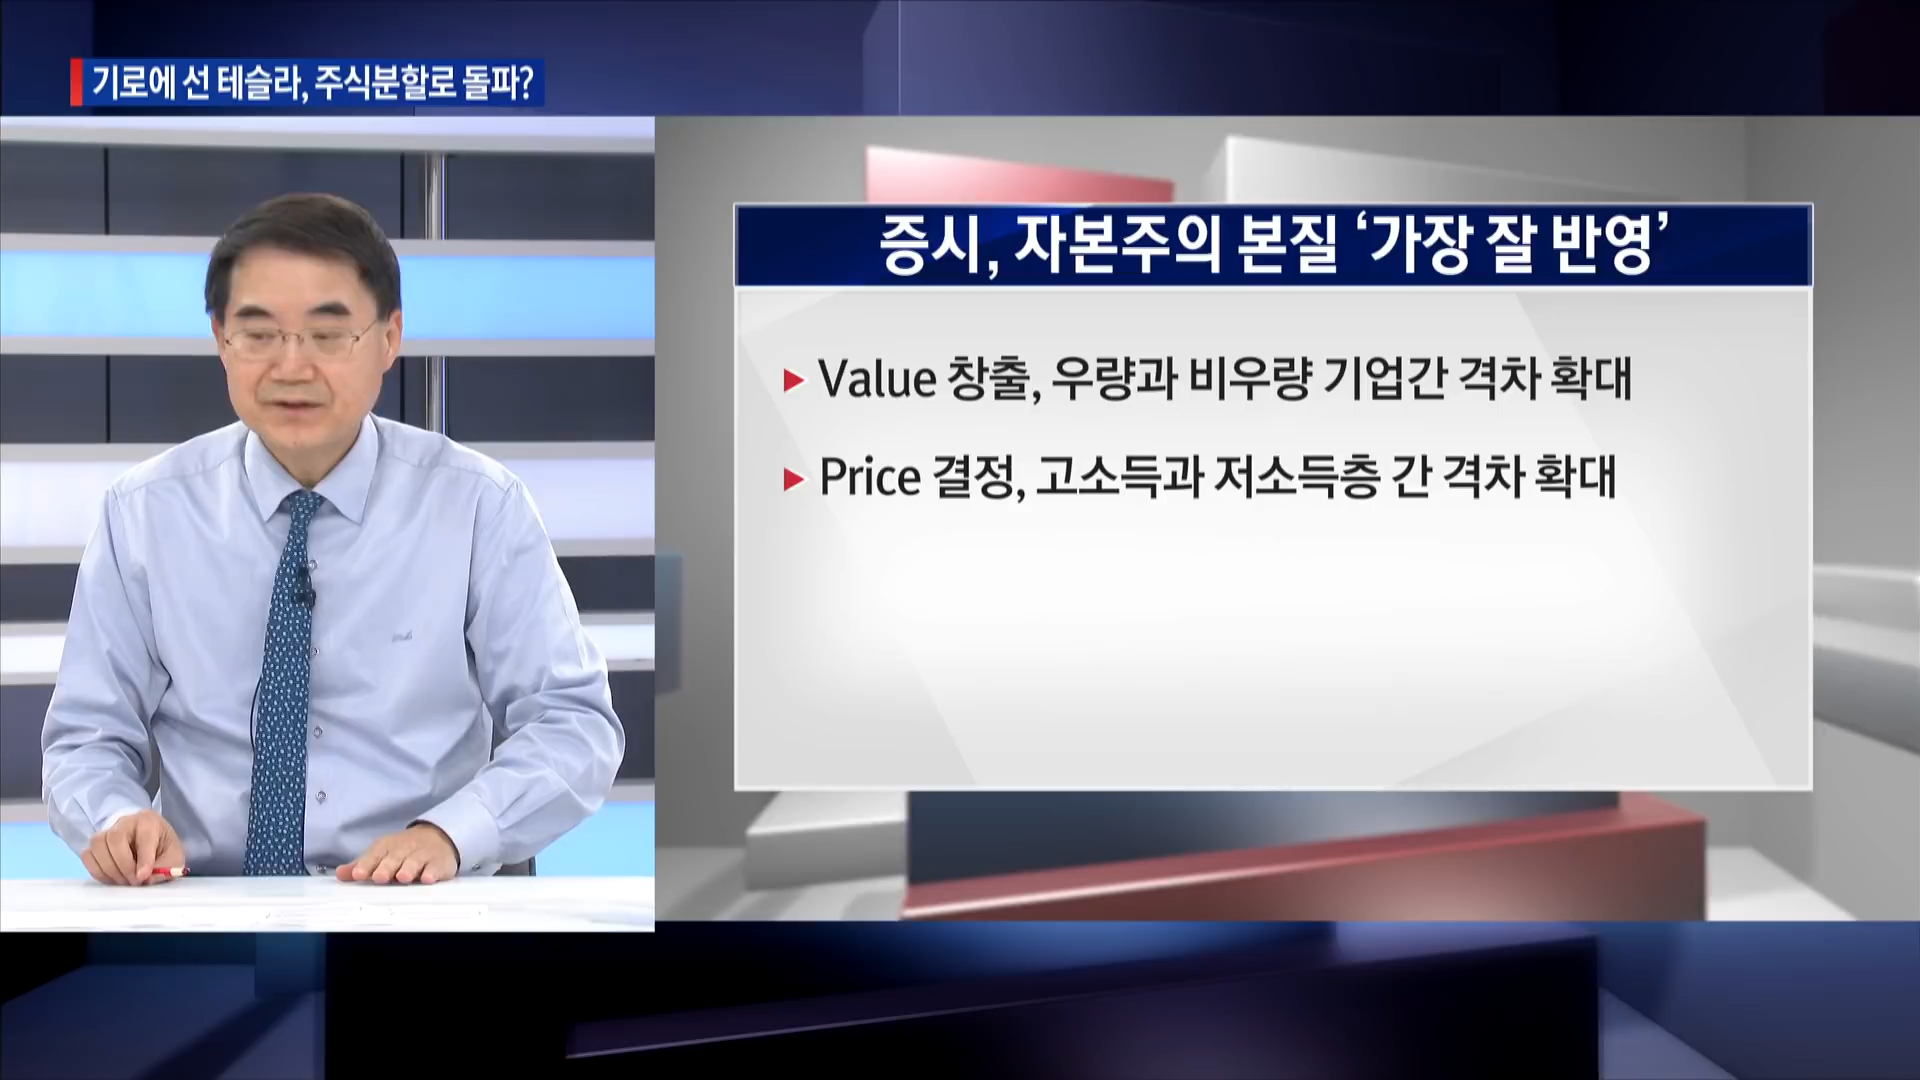 기로에 선 테슬라, 주식분할로 돌파?
증시, 자본주의 본질 ‘가장 잘 반영’
▶ Value 창출, 우량과 비우량 기업간 격차 확대
▶ Price 결정, 고소득과 저소득층 간 격차 확대